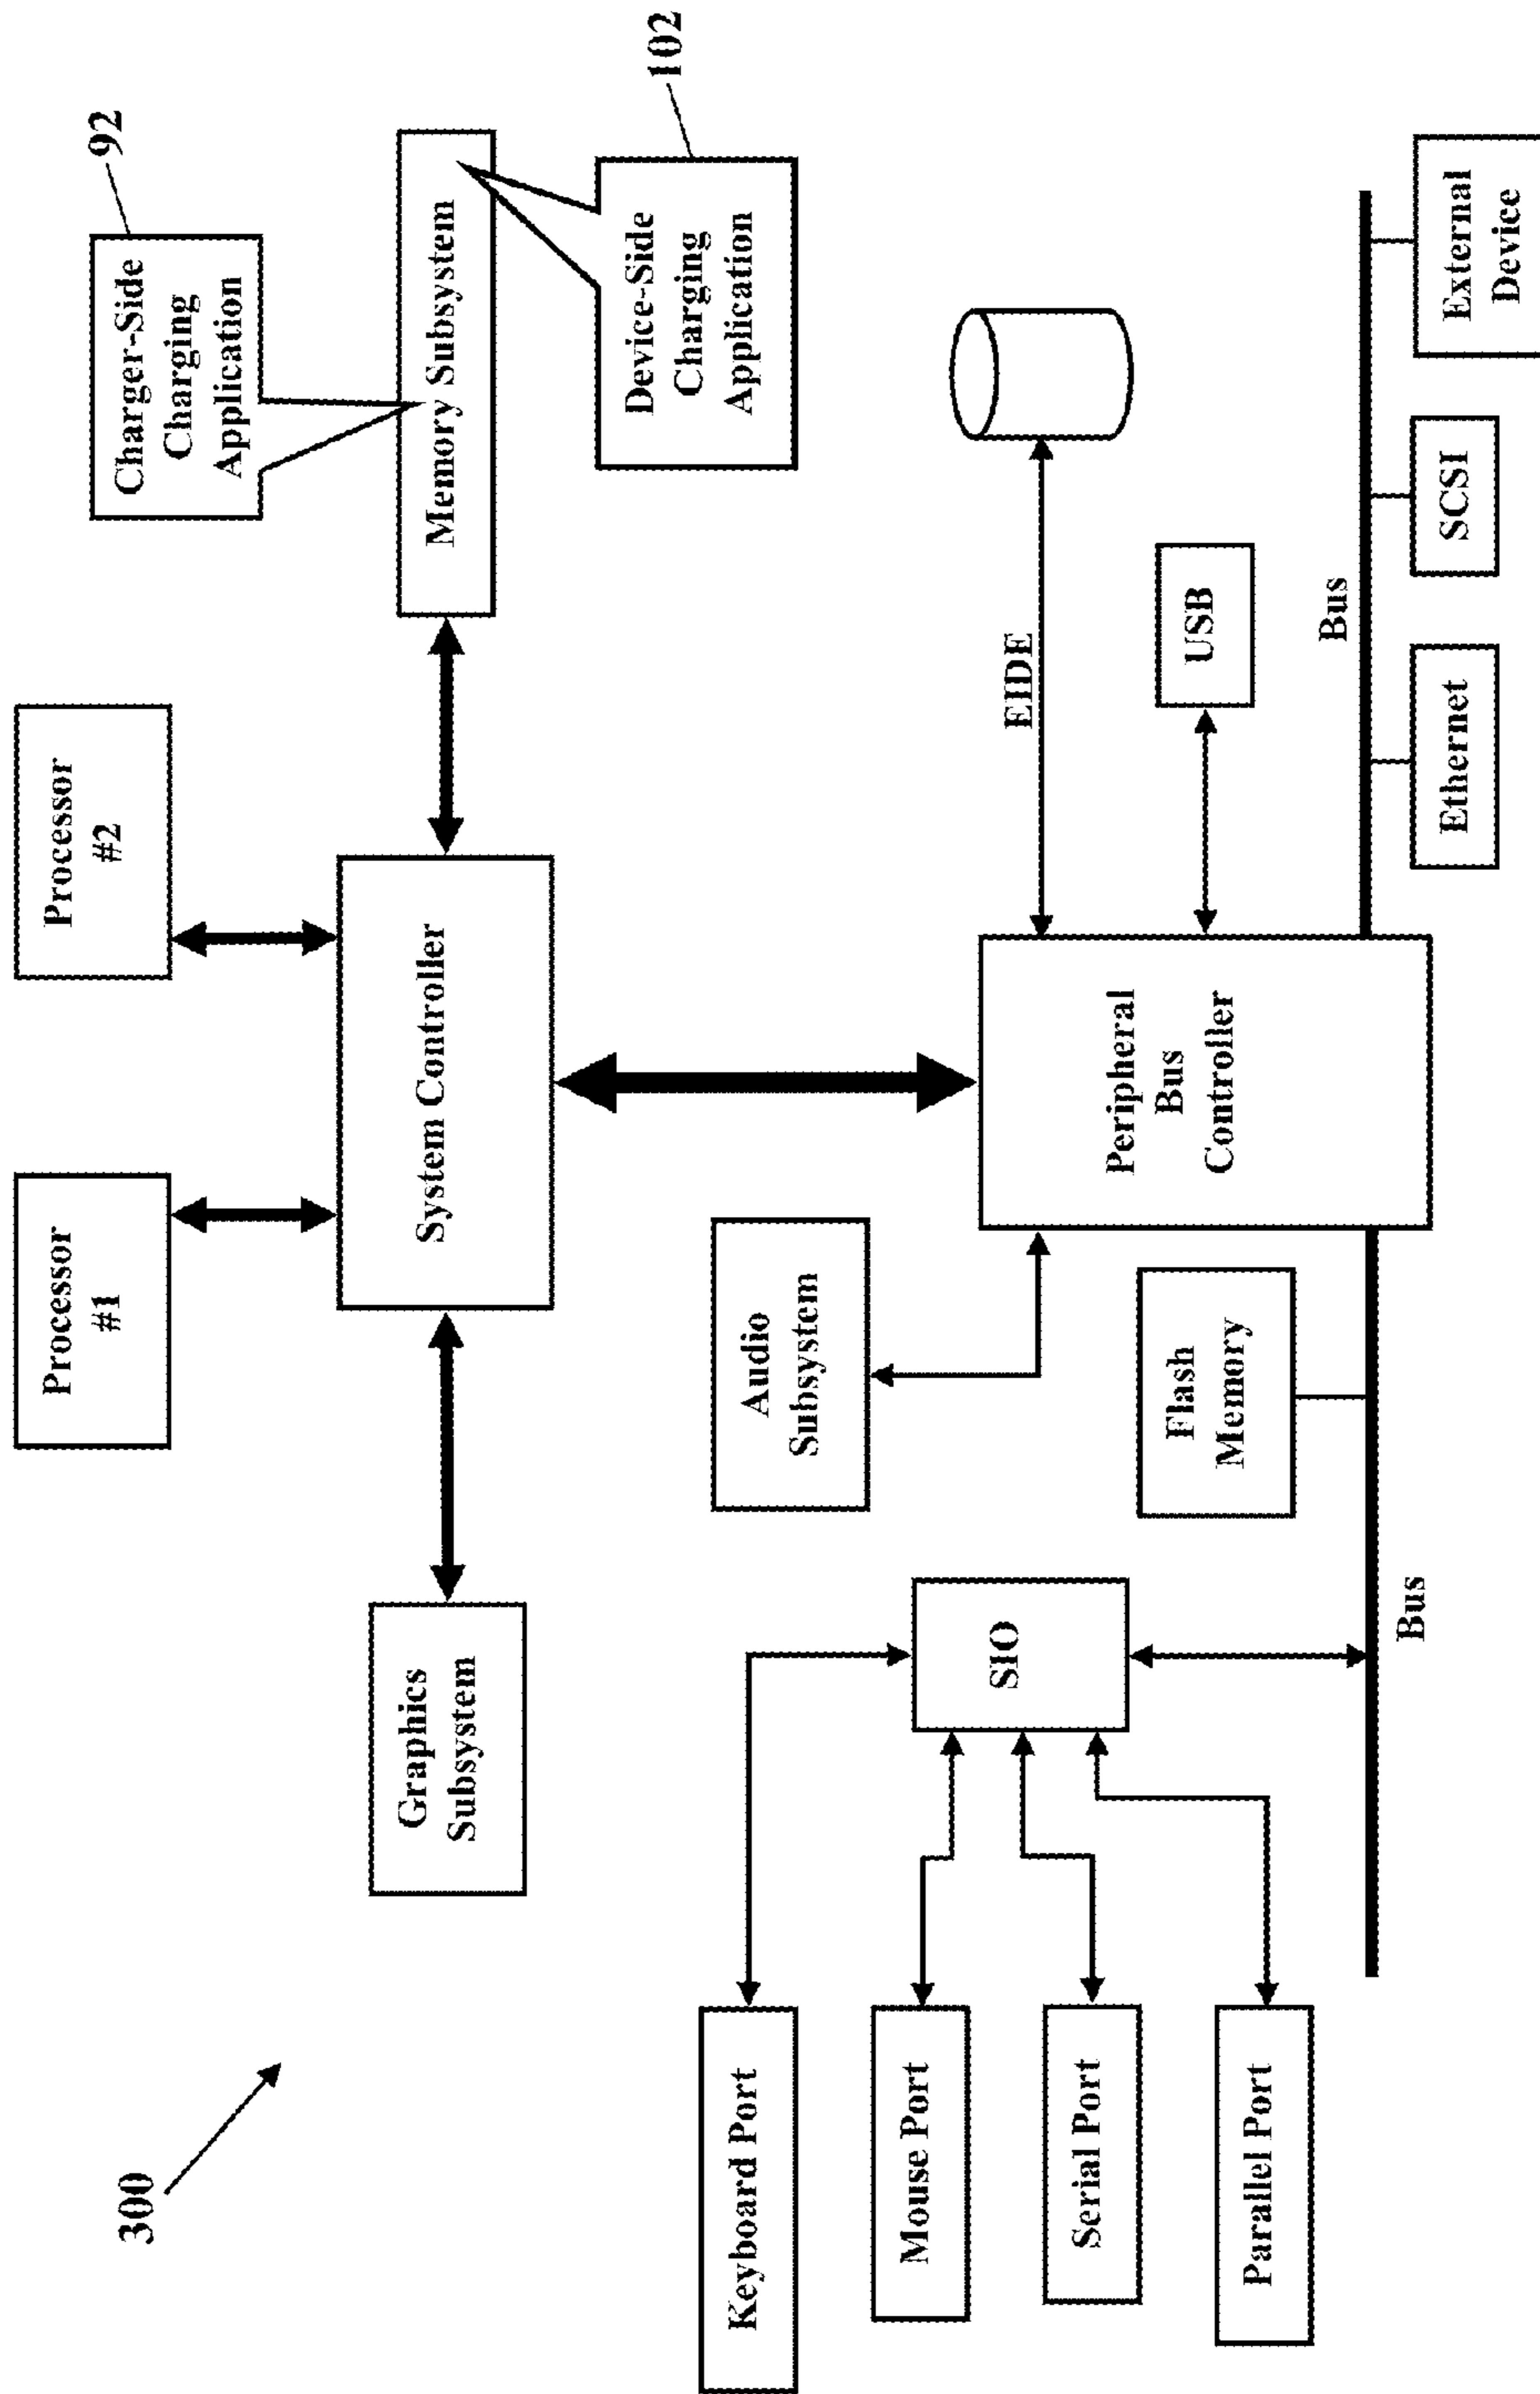 300
Processor
#1
Processor
#2
Charger-Side
Charging
Application
92
Graphics
Subsystem
System Controller
Memory Subsystem
Device-Side
Charging
Application
102
Keyboard Port
Mouse Port
Serial Port
Parallel Port
SIO
Audio
Subsystem
Flash
Memory
Bus
Peripheral
Bus
Controller
EIDE
USB
Bus
Ethernet
SCSI
External
Device